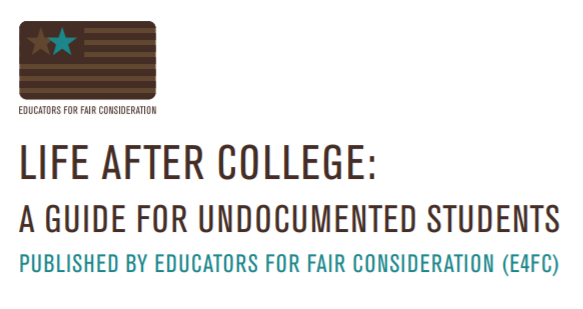 EDUCATORS FOR FAIR CONSIDERATION
LIFE AFTER COLLEGE:
A GUIDE FOR UNDOCUMENTED STUDENTS
PUBLISHED BY EDUCATORS FOR FAIR CONSIDERATION (E4FC)